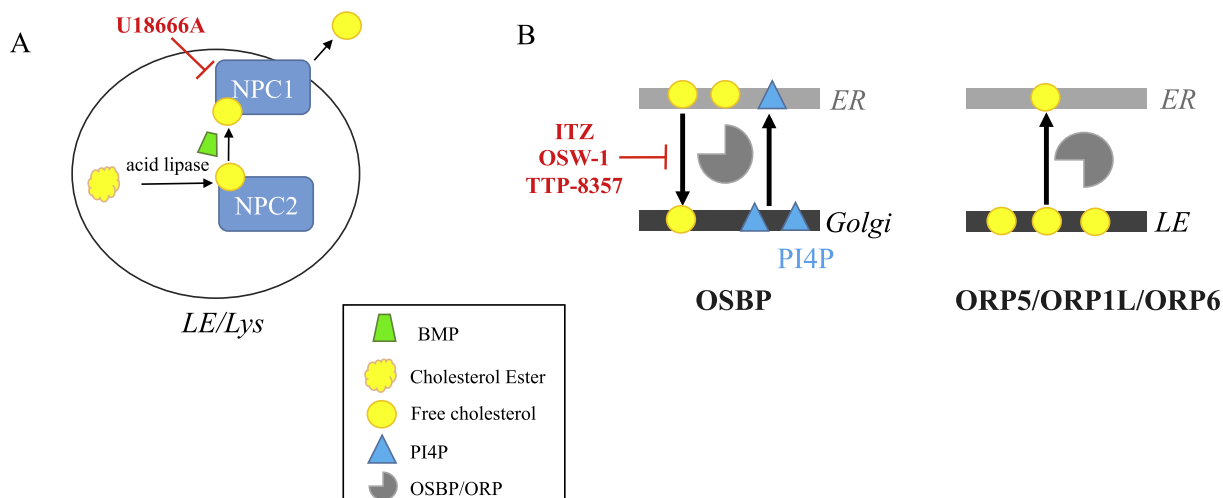 A
U18666A
NPC1
acid lipase
NPC2
LE/Lys
BMP
Cholesterol Ester
Free cholesterol
PI4P
OSBP/ORP
B
ER
ITZ
OSW-1
TTP-8357
Golgi
PI4P
OSBP
ER
LE
ORP5/ORP1L/ORP6